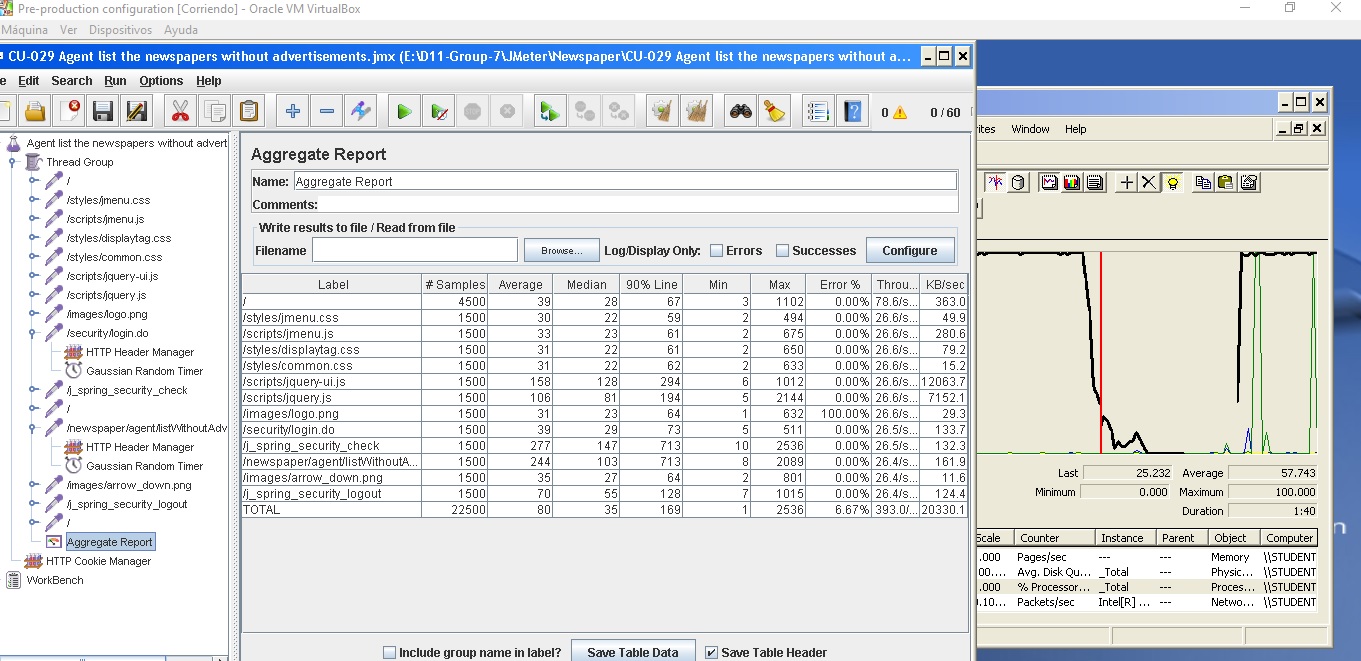 Pre-production configuration [Corriendo] - Oracle VM VirtualBox
Máquina Ver Dispositivos Ayuda
CU-029 Agent list the newspapers without advertisements.jmx (E:\D11-Group-7\JMeter\Newspaper\CU-029 Agent list the newspapers without a...
e Edit Search Run Options Help
0 0 / 60
Agent list the newspapers without advert
Thread Group
/
/styles/jmenu.css
/scripts/jmenu.js
/styles/displaytag.css
/styles/common.css
/scripts/jquery-ui.js
/scripts/jquery.js
/images/logo.png
/security/login.do
HTTP Header Manager
Gaussian Random Timer
/j_spring_security_check
/
/newspaper/agent/listWithoutAdv
HTTP Header Manager
Gaussian Random Timer
/images/arrow_down.png
/j_spring_security_logout
/
Aggregate Report
HTTP Cookie Manager
WorkBench
Aggregate Report
Name: Aggregate Report
Comments:
Write results to file / Read from file
Filename Browse... Log/Display Only: Errors Successes Configure
Label # Samples Average Median 90% Line Min Max Error % Throu... KB/sec
/ 4500 39 28 67 3 1102 0.00% 78.6/s... 363.0
/styles/jmenu.css 1500 30 22 59 2 494 0.00% 26.6/s... 49.9
/scripts/jmenu.js 1500 33 23 61 2 675 0.00% 26.6/s... 280.6
/styles/displaytag.css 1500 31 22 61 2 650 0.00% 26.6/s... 79.2
/styles/common.css 1500 31 22 62 2 633 0.00% 26.6/s... 15.2
/scripts/jquery-ui.js 1500 158 128 294 6 1012 0.00% 26.6/s... 12063.7
/scripts/jquery.js 1500 106 81 194 5 2144 0.00% 26.6/s... 7152.1
/images/logo.png 1500 31 23 64 1 632 100.00% 26.6/s... 29.3
/security/login.do 1500 39 29 73 5 511 0.00% 26.5/s... 133.7
/j_spring_security_check 1500 277 147 713 10 2536 0.00% 26.4/s... 132.3
/newspaper/agent/listWithoutA... 1500 244 103 713 8 2089 0.00% 26.4/s... 161.9
/images/arrow_down.png 1500 35 27 64 2 801 0.00% 26.4/s... 11.6
/j_spring_security_logout 1500 70 55 128 7 1015 0.00% 26.4/s... 124.4
TOTAL 22500 80 35 169 1 2536 6.67% 393.0/... 20330.1
Include group name in label? Save Table Data Save Table Header
rites Window Help
Last 25.232 Average 57.743
Minimum 0.000 Maximum 100.000
Duration 1:40
Scale Counter Instance Parent Object Computer
.000 Pages/sec --- --- Memory \\STUDENT
00.... Avg. Disk Qu... _Total --- Physic... \\STUDENT
.000 % Processor... _Total --- Proces... \\STUDENT
0.10... Packets/sec Intel[R] ... --- Netwo... \\STUDENT
n